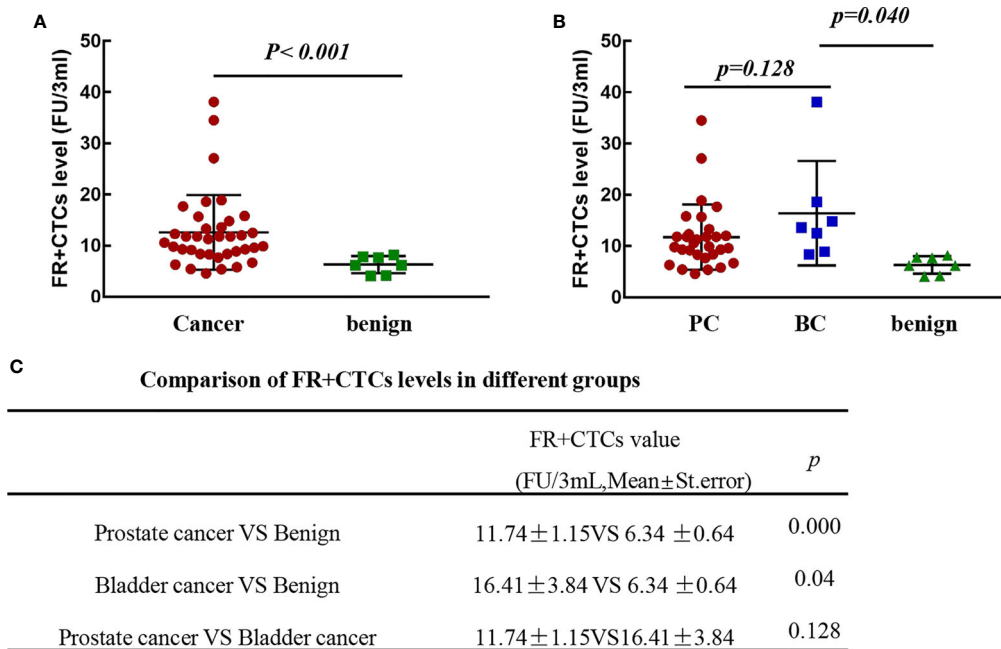 A
FR+CTCs level (FU/3ml)
50
40
30
20
10
0
P< 0.001
Cancer
benign
B
FR+CTCs level (FU/3ml)
50
40
30
20
10
0
p=0.040
p=0.128
PC
BC
benign
C
Comparison of FR+CTCs levels in different groups
FR+CTCs value
(FU/3mL,Mean±St.error)
p
Prostate cancer VS Benign 11.74±1.15VS 6.34 ±0.64 0.000
Bladder cancer VS Benign 16.41±3.84 VS 6.34 ±0.64 0.04
Prostate cancer VS Bladder cancer 11.74±1.15VS16.41±3.84 0.128